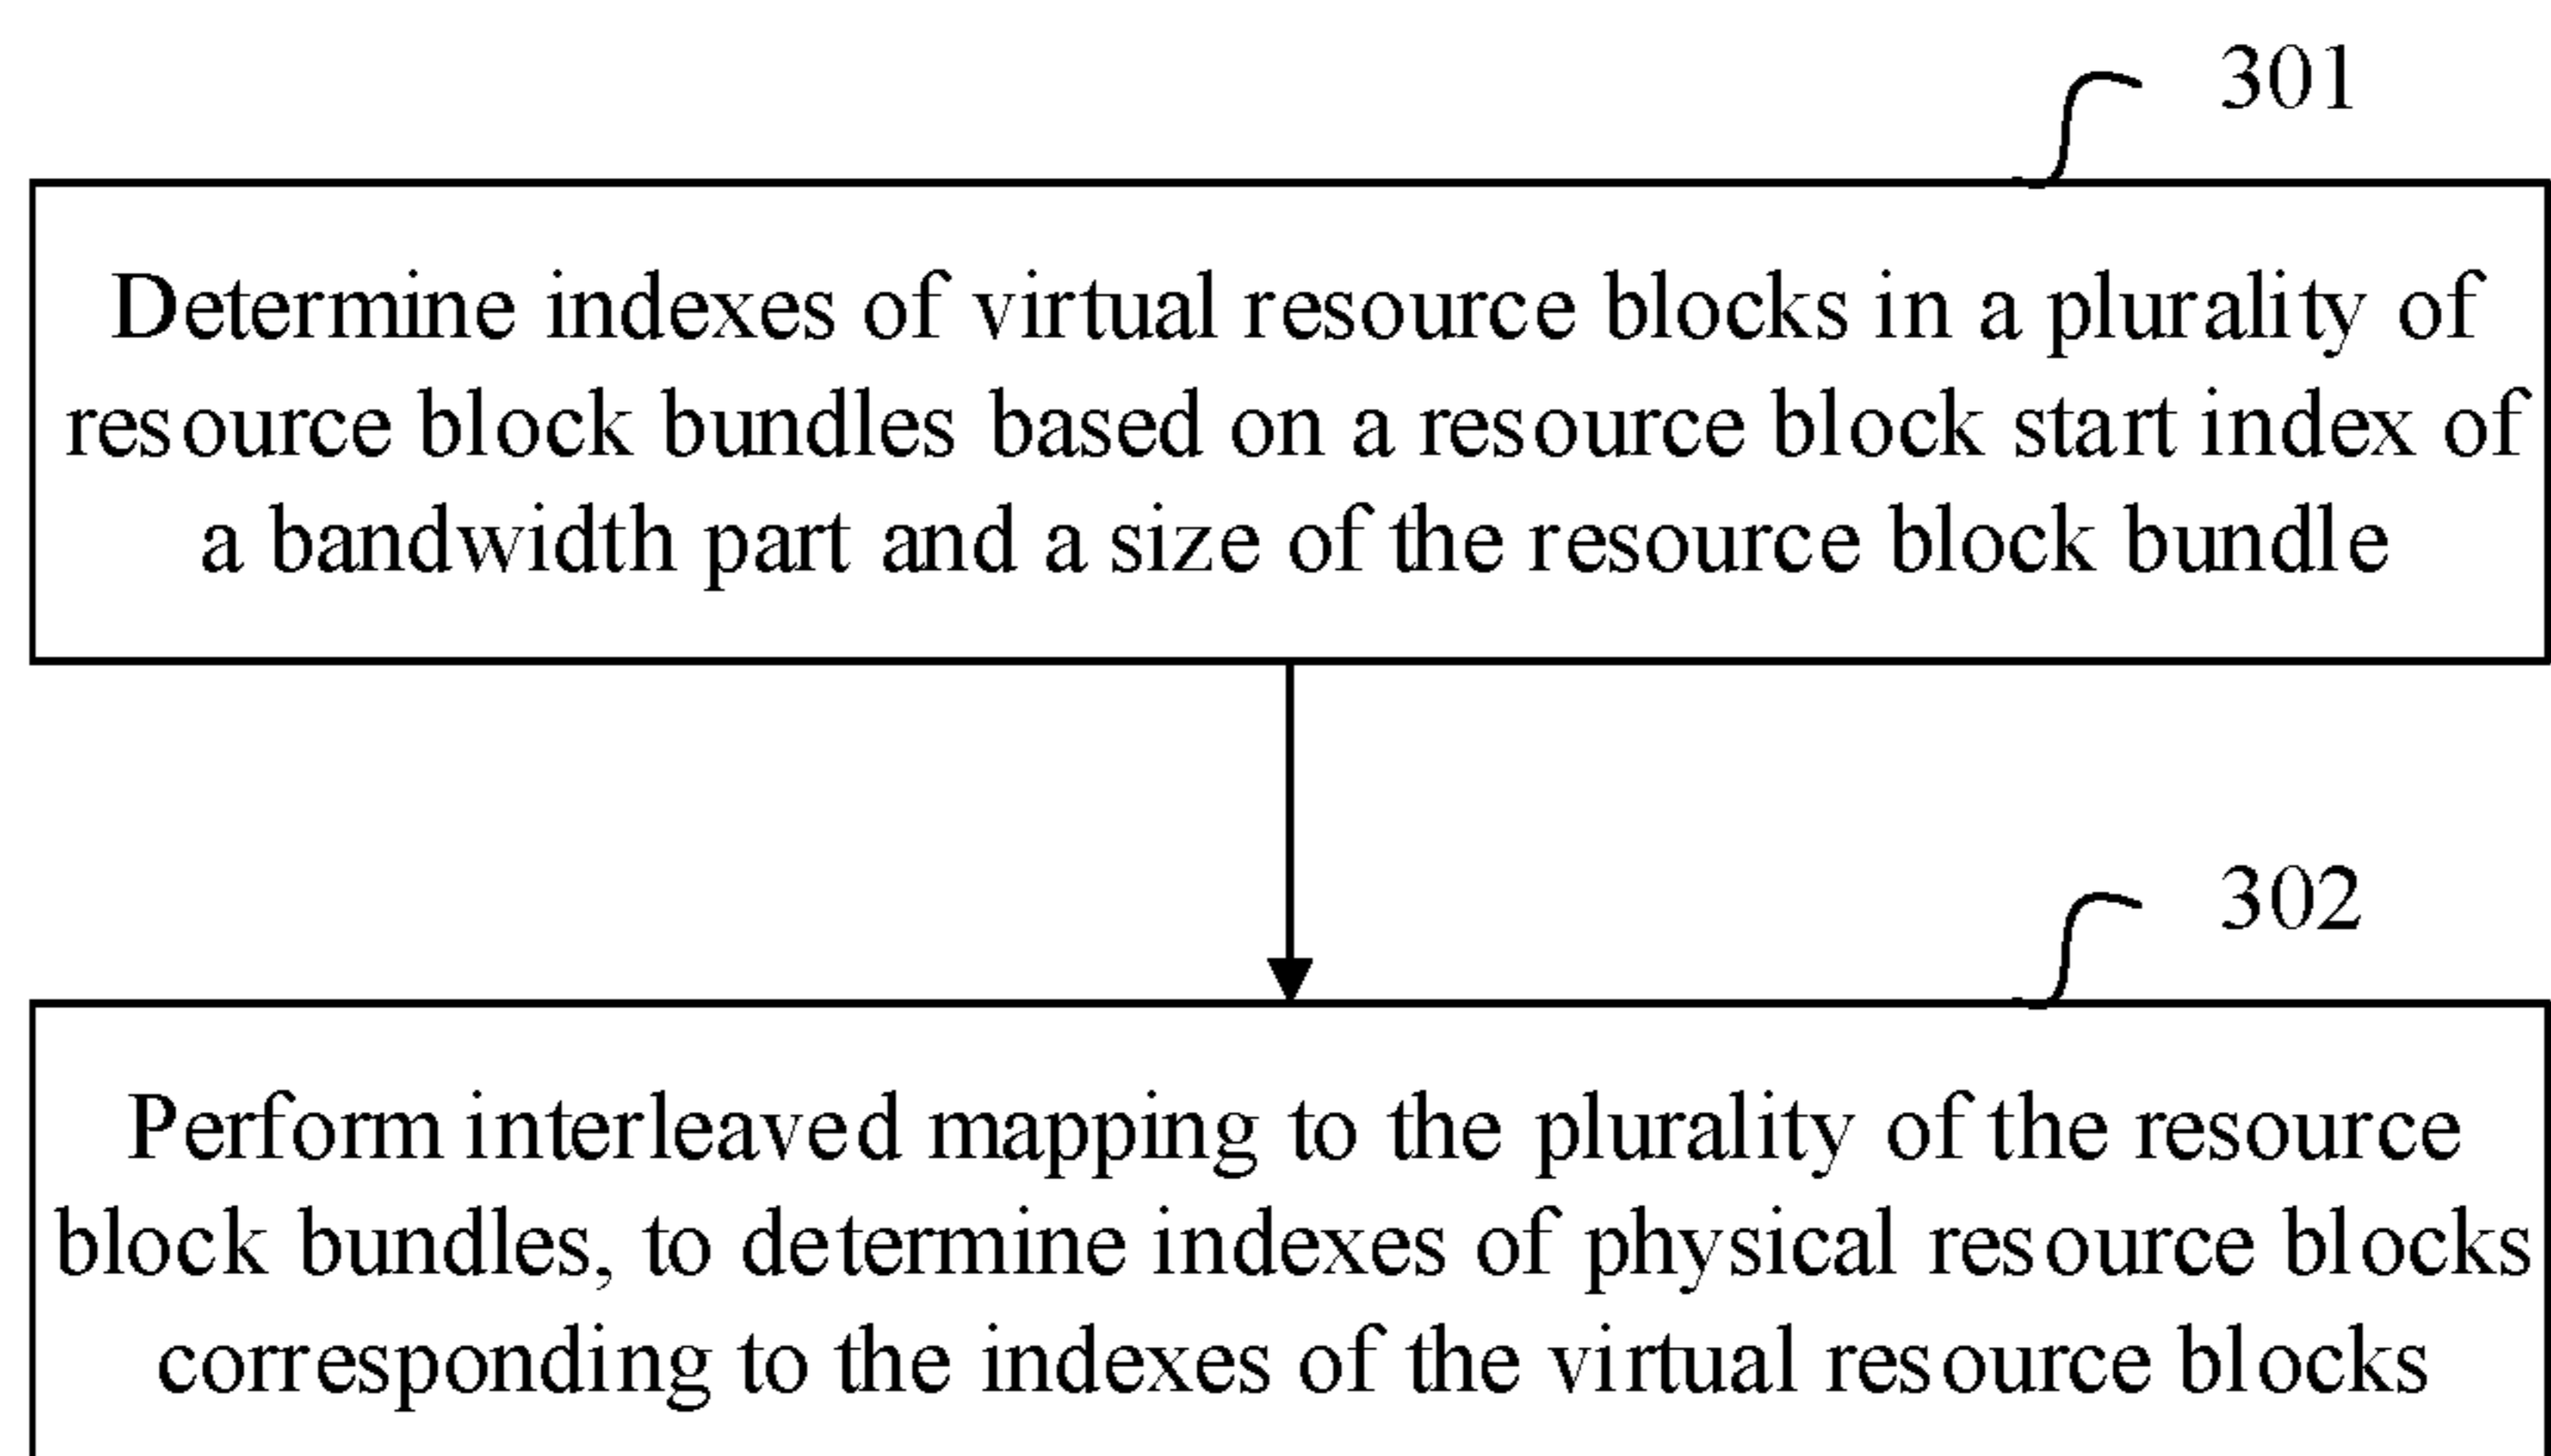 301
Determine indexes of virtual resource blocks in a plurality of
resource block bundles based on a resource block start index of
a bandwidth part and a size of the resource block bundle
302
Perform interleaved mapping to the plurality of the resource
block bundles, to determine indexes of physical resource blocks
corresponding to the indexes of the virtual resource blocks